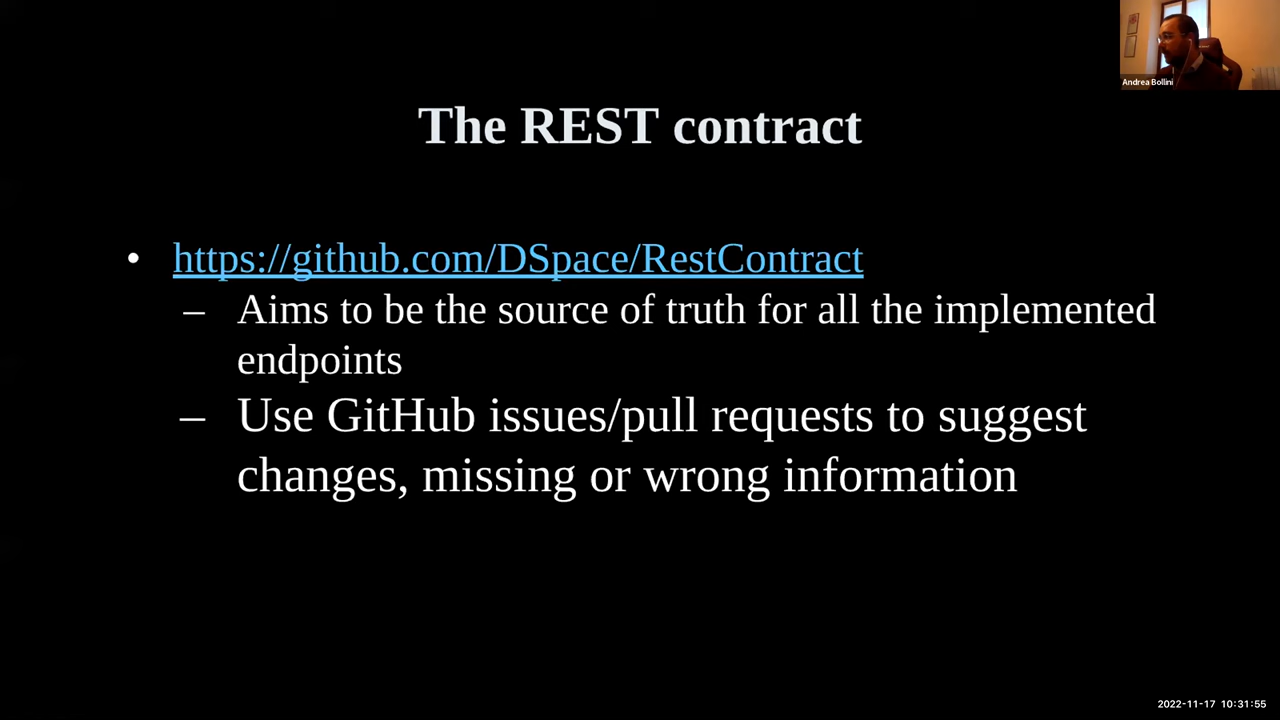 Andrea Bollini
The REST contract
• https://github.com/DSpace/RestContract
– Aims to be the source of truth for all the implemented
endpoints
– Use GitHub issues/pull requests to suggest
changes, missing or wrong information
2022-11-17 10:31:55